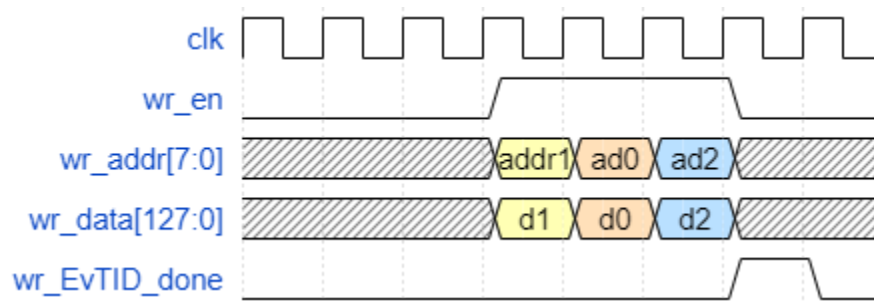 clk
wr_en
wr_addr[7:0] addr1 ad0 ad2
wr_data[127:0] d1 d0 d2
wr_EvTID_done